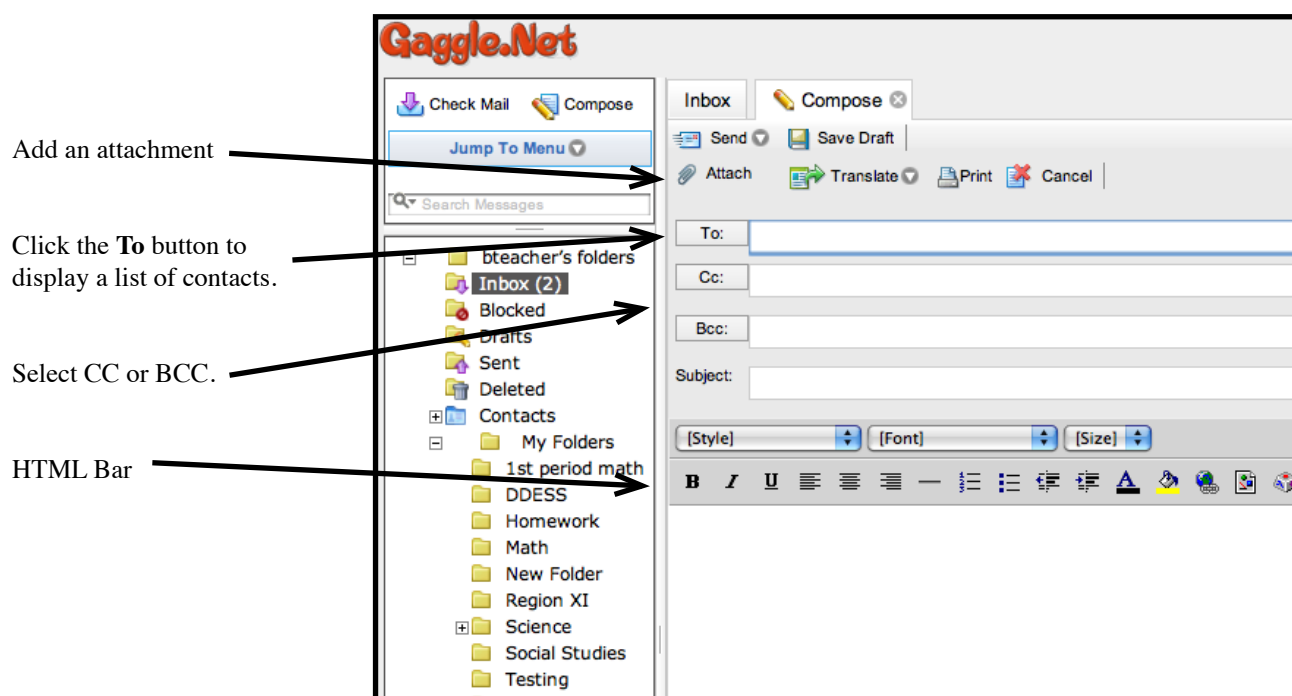 Gaggle.Net
Check Mail Compose
Jump To Menu
Search Messages
Add an attachment
Click the To button to
display a list of contacts.
Select CC or BCC.
HTML Bar
bteacher's folders
Inbox (2)
Blocked
Drafts
Sent
Deleted
Contacts
My Folders
1st period math
DDESS
Homework
Math
New Folder
Region XI
Science
Social Studies
Testing
Inbox Compose
Send Save Draft
Attach Translate Print Cancel
To:
Cc:
Bcc:
Subject:
[Style] [Font] [Size]
B I U A